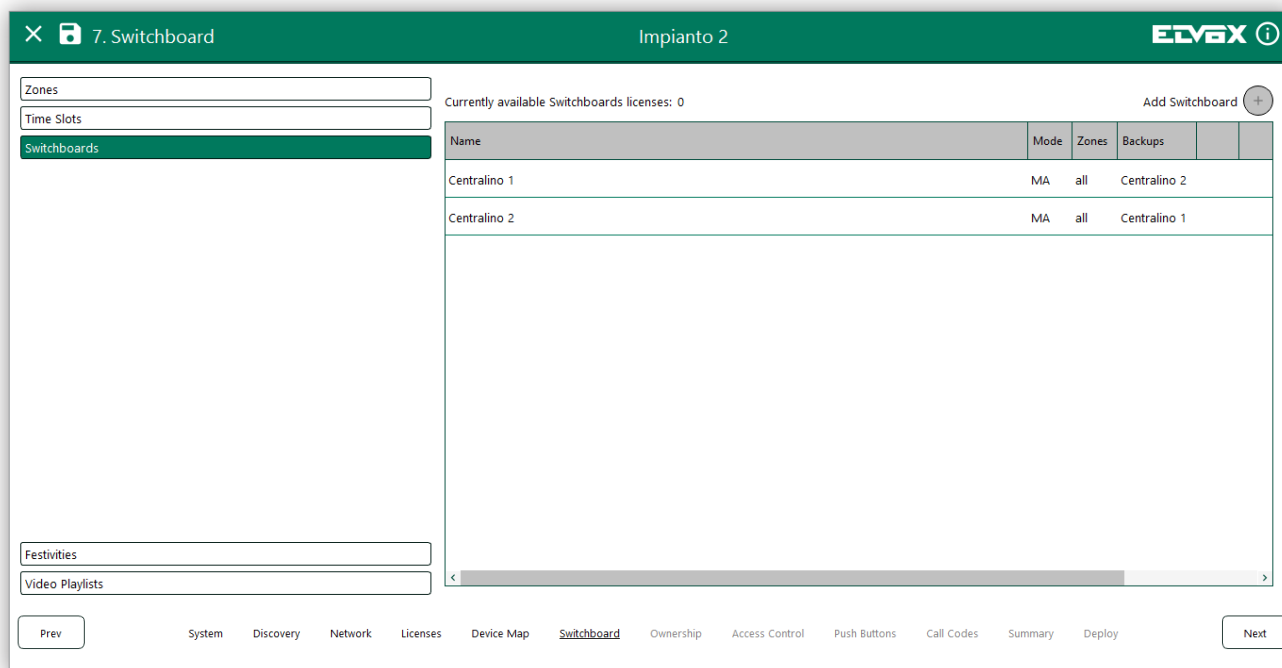 7. Switchboard Impianto 2 ELVOX
Zones
Time Slots
Switchboards
Currently available Switchboards licenses: 0 Add Switchboard +
Name Mode Zones Backups
Centralino 1 MA all Centralino 2
Centralino 2 MA all Centralino 1
Festivities
Video Playlists
Prev System Discovery Network Licenses Device Map Switchboard Ownership Access Control Push Buttons Call Codes Summary Deploy Next